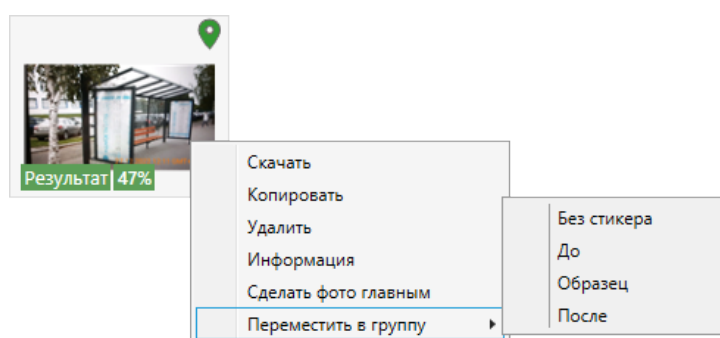 Результат 47%
Скачать
Копировать
Удалить
Информация
Сделать фото главным
Переместить в группу
Без стикера
До
Образец
После